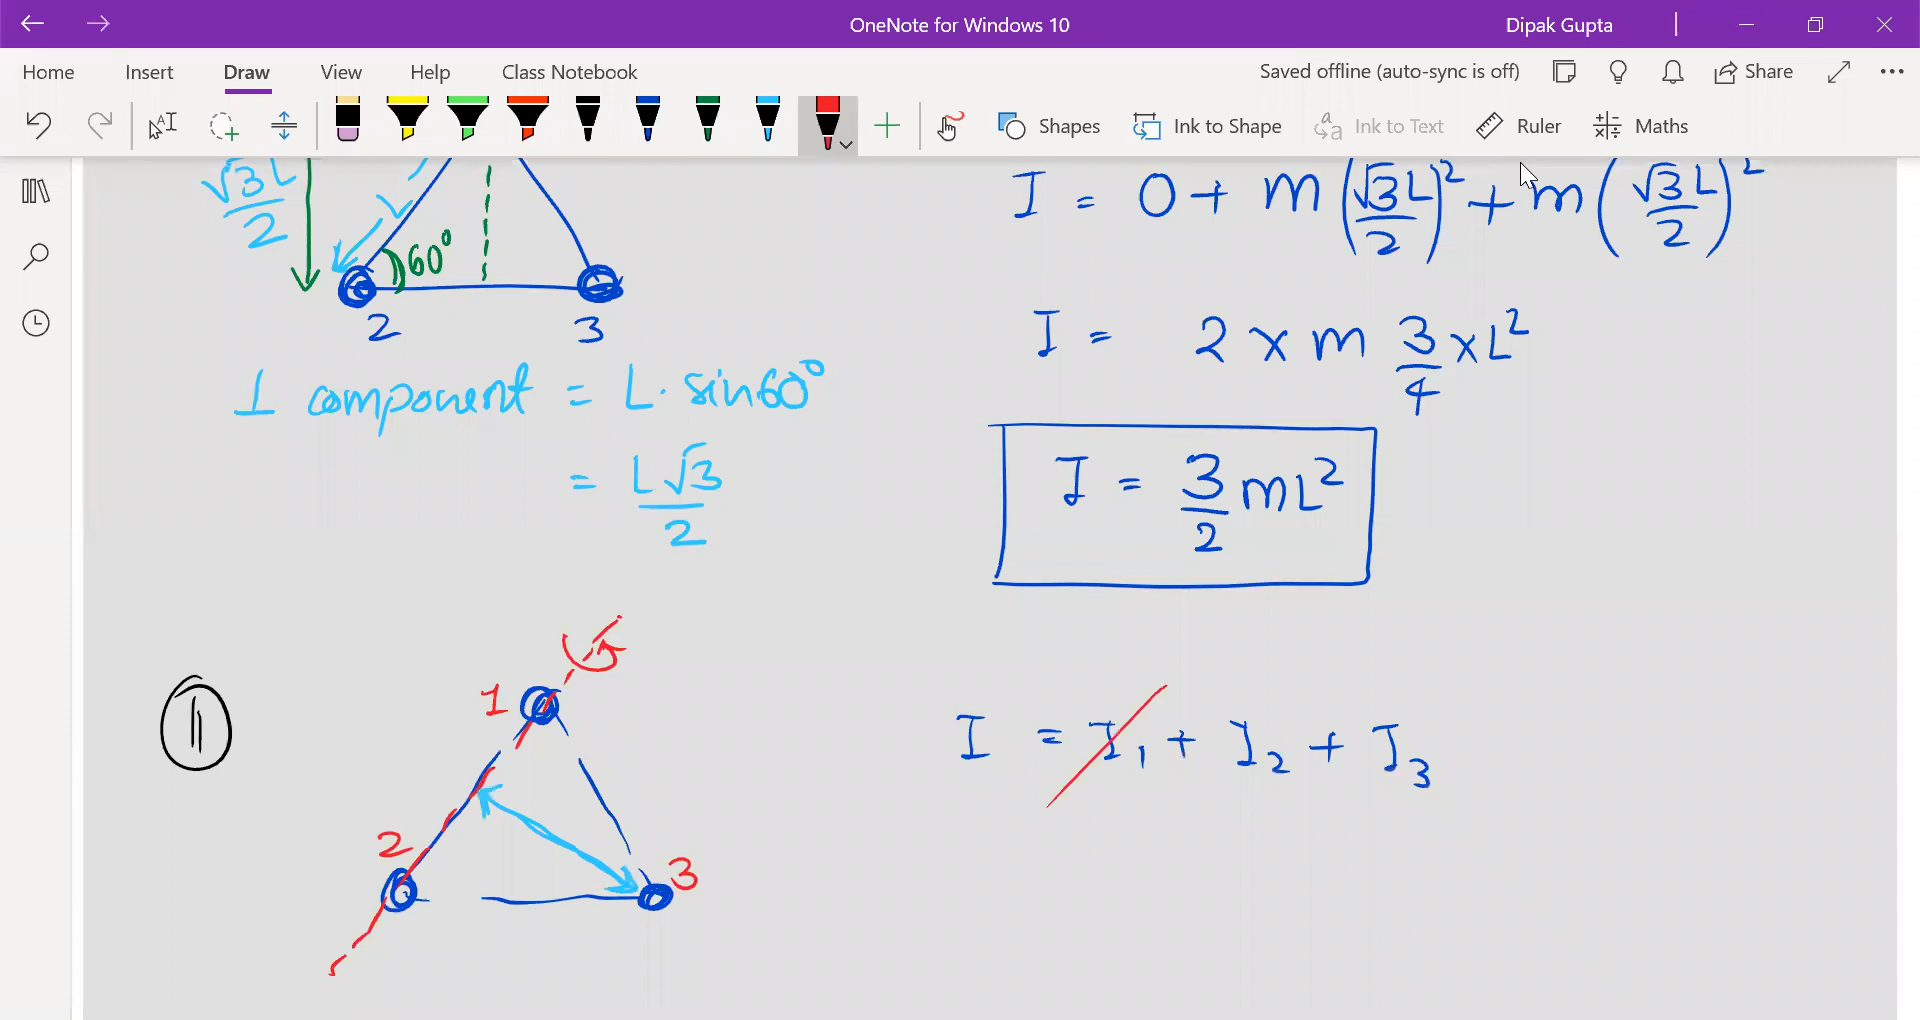 OneNote for Windows 10
Dipak Gupta
Home Insert Draw View Help Class Notebook
Saved offline (auto-sync is off) Share
Shapes Ink to Shape Ink to Text Ruler Maths
√3L/2
60°
2 3
I = 0 + m (√3L/2)² + m (√3L/2)²
I = 2 × m 3/4 × L²
⊥ component = L · sin60°
= L√3/2
I = 3/2 mL²
11
1
2
3
I = I₁ + I₂ + I₃